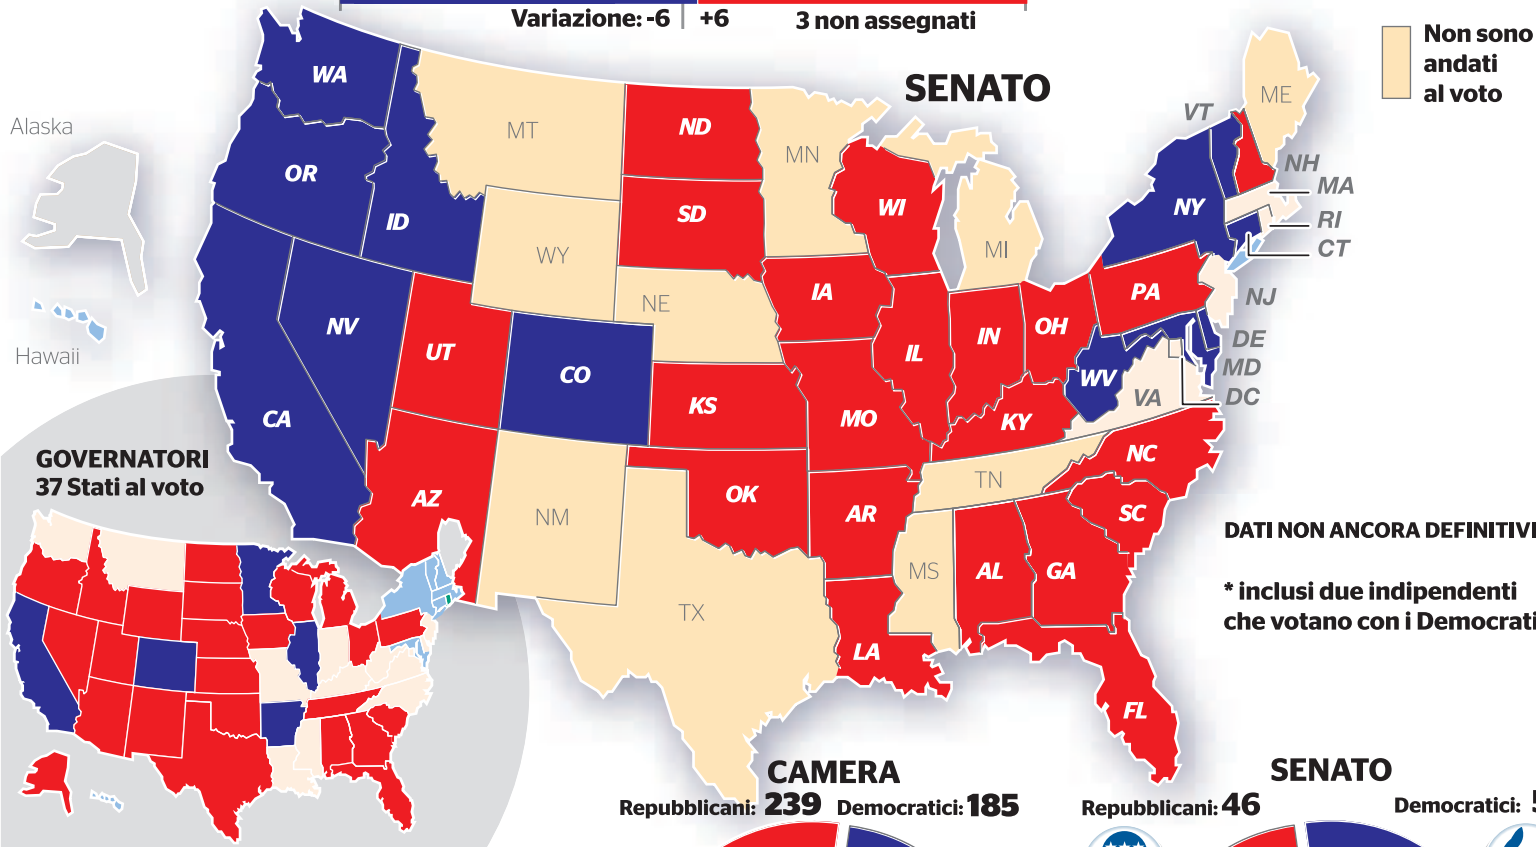 Variazione: -6 | +6 3 non assegnati
SENATO
Non sono
andati
al voto
Alaska
Hawaii
WA
OR
ID
MT
ND
MN
WI
ME
VT
NH
MA
RI
CT
NY
SD
WY
MI
NE
IA
PA
NJ
NV
UT
CO
IL
IN
OH
DE
MD
DC
WV
VA
CA
KS
MO
KY
NC
TN
AZ
NM
OK
AR
SC
MS
AL
GA
TX
LA
FL
GOVERNATORI
37 Stati al voto
DATI NON ANCORA DEFINITIVI
* inclusi due indipendenti
che votano con i Democrati
CAMERA
Repubblicani: 239 Democratici: 185
SENATO
Repubblicani: 46 Democratici: